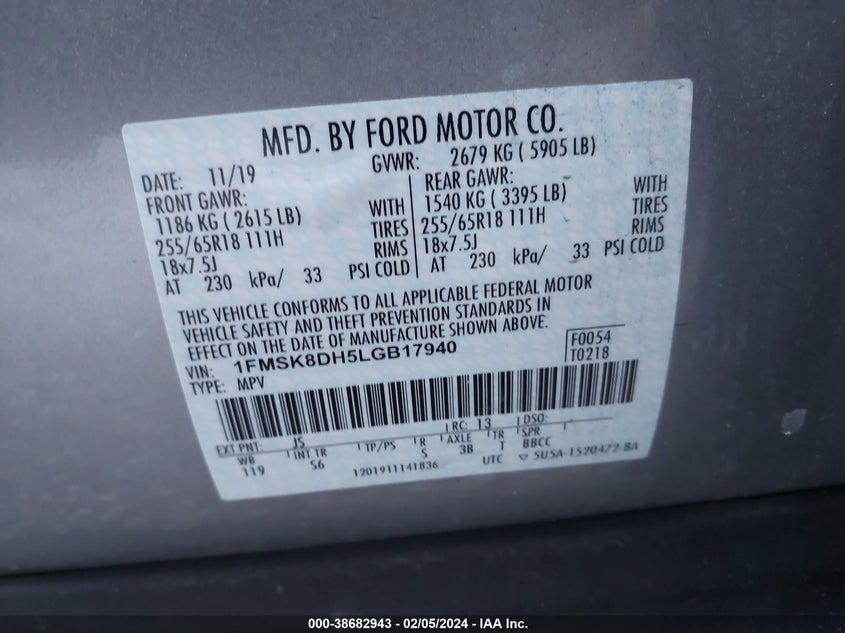 MFD. BY FORD MOTOR CO.
DATE: 11/19 GVWR: 2679 KG ( 5905 LB)
FRONT GAWR: REAR GAWR:
1186 KG ( 2615 LB) WITH 1540 KG ( 3395 LB) WITH
255/65R18 111H TIRES 255/65R18 111H TIRES
18x7.5J RIMS 18x7.5J RIMS
AT 230 kPa/ 33 PSI COLD AT 230 kPa/ 33 PSI COLD
THIS VEHICLE CONFORMS TO ALL APPLICABLE FEDERAL MOTOR
VEHICLE SAFETY AND THEFT PREVENTION STANDARDS IN
EFFECT ON THE DATE OF MANUFACTURE SHOWN ABOVE.
VIN: 1FMSK8DH5LGB17940 F0054
TYPE: MPV T0218
EXT PNT: JS RC: 13 DSO:
WB INT TR TP/PS R AXLE TR SPR
119 S6 S 3B T BBCC
1201911141836 UTC ▽ SU5A-1520472-BA
000-38682943 - 02/05/2024 - IAA Inc.